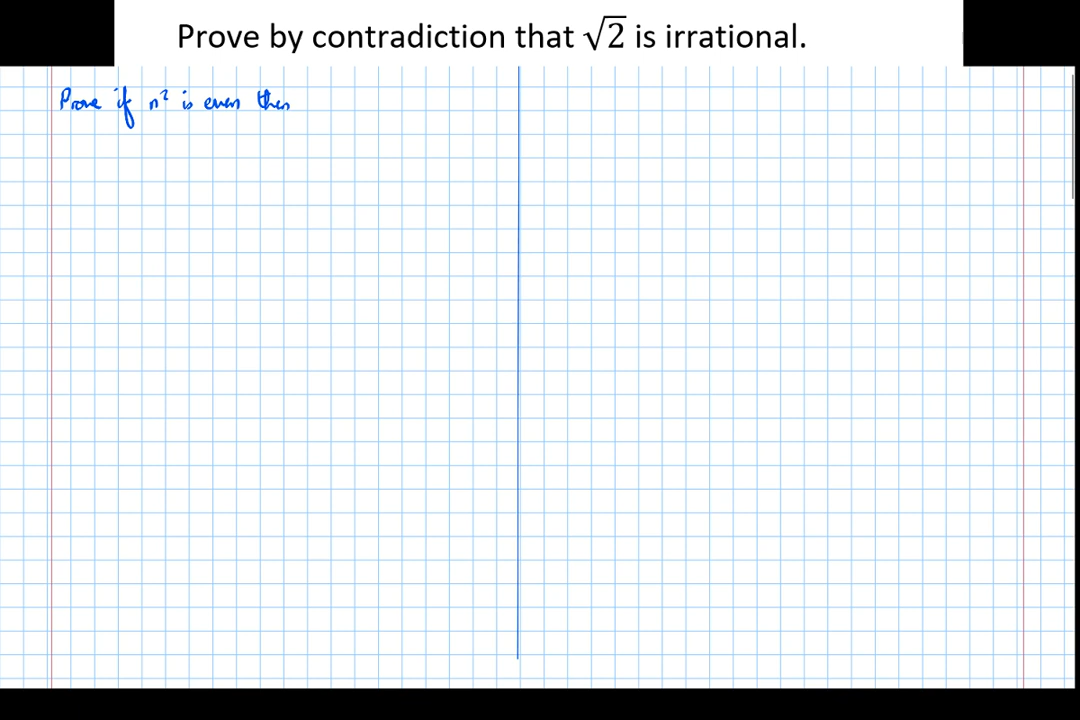 Prove by contradiction that √2 is irrational.
Prove if n² is even then